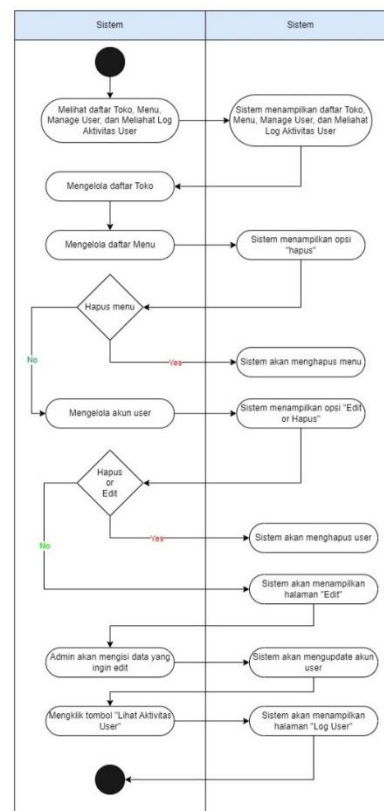 Sistem
Sistem
Melihat daftar Toko, Menu,
Manage User, dan Meliahat Log
Aktivitas User
Sistem menampilkan daftar Toko,
Menu, Manage User, dan Meliahat
Log Aktivitas User
Mengelola daftar Toko
Mengelola daftar Menu
Sistem menampilkan opsi
"hapus"
Hapus menu
No
Yes
Sistem akan menghapus menu
Mengelola akun user
Sistem menampilkan opsi "Edit
or Hapus"
Hapus
or
Edit
No
Yes
Sistem akan menghapus user
Sistem akan menampilkan
halaman "Edit"
Admin akan mengisi data yang
ingin edit
Sistem akan mengupdate akun
user
Mengklik tombol "Lihat Aktivitas
User"
Sistem akan menampilkan
halaman "Log User"